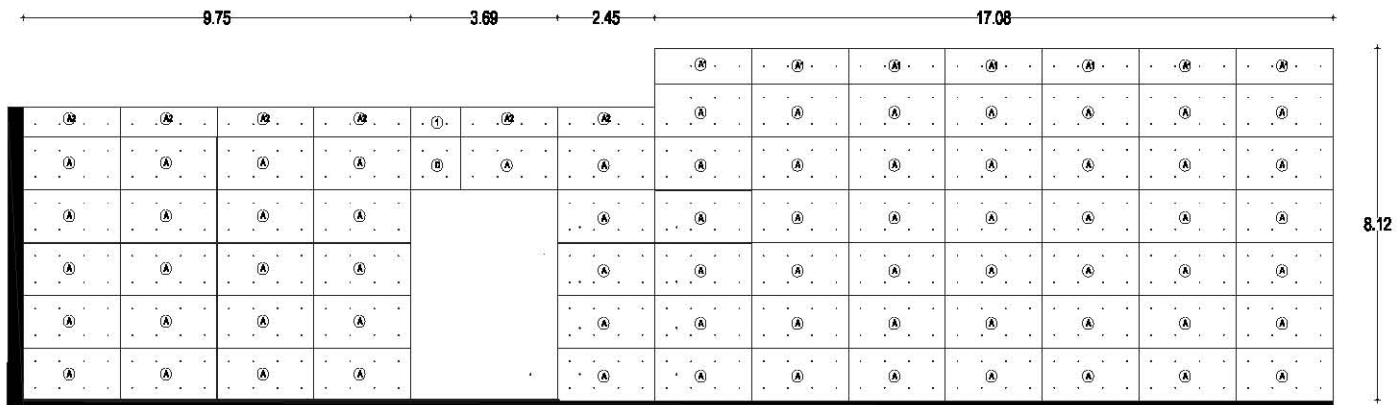 9.75 3.69 2.45 17.08
A1 A1 A1 A1 A1 A1 A1
A2 A2 A2 A2 1 A2 A2 A A A A A A A
A A A A D A A A A A A A A A
A A A A A A A A A A A A
8.12
A A A A A A A A A A A A
A A A A A A A A A A A A
A A A A A A A A A A A A